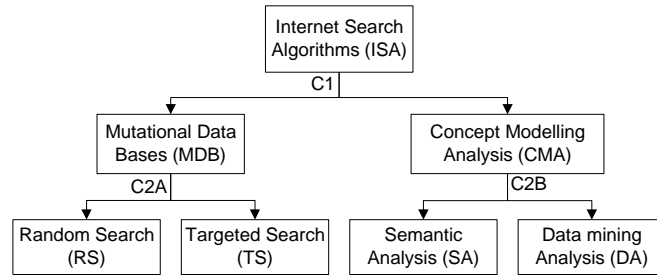 Internet Search
Algorithms (ISA)
C1
Mutational Data
Bases (MDB)
Concept Modelling
Analysis (CMA)
C2A
C2B
Random Search
(RS)
Targeted Search
(TS)
Semantic
Analysis (SA)
Data mining
Analysis (DA)